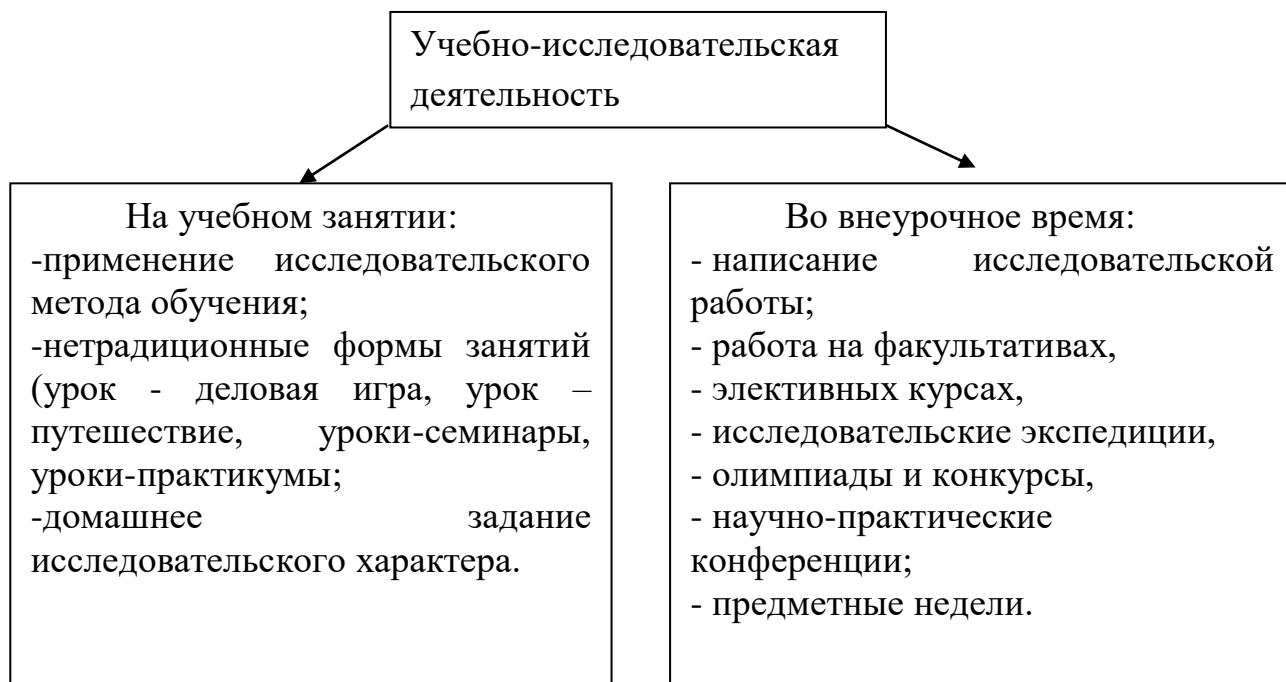 Учебно-исследовательская
деятельность
На учебном занятии:
-применение исследовательского
метода обучения;
-нетрадиционные формы занятий
(урок - деловая игра, урок –
путешествие, уроки-семинары,
уроки-практикумы;
-домашнее задание
исследовательского характера.
Во внеурочное время:
- написание исследовательской
работы;
- работа на факультативах,
- элективных курсах,
- исследовательские экспедиции,
- олимпиады и конкурсы,
- научно-практические
конференции;
- предметные недели.